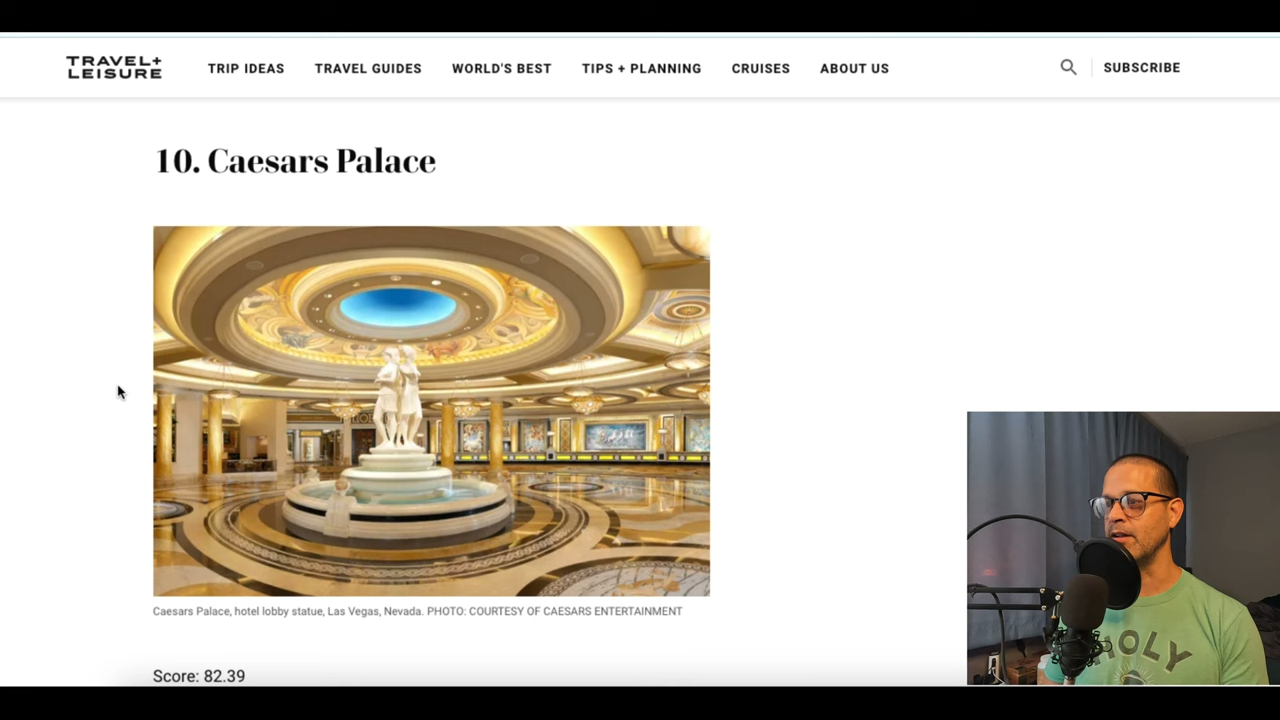 TRAVEL+
LEISURE
TRIP IDEAS
TRAVEL GUIDES
WORLD'S BEST
TIPS + PLANNING
CRUISES
ABOUT US
SUBSCRIBE
10. Caesars Palace
Caesars Palace, hotel lobby statue, Las Vegas, Nevada. PHOTO: COURTESY OF CAESARS ENTERTAINMENT
Score: 82.39
HOLY